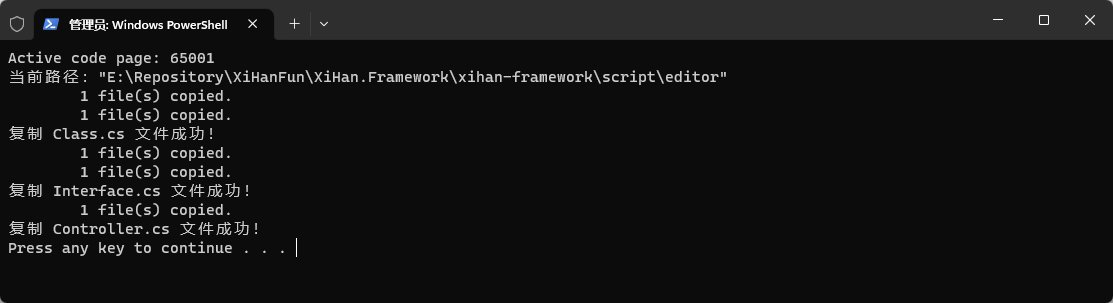 管理员: Windows PowerShell
Active code page: 65001
当前路径: "E:\Repository\XiHanFun\XiHan.Framework\xihan-framework\script\editor"
1 file(s) copied.
1 file(s) copied.
复制 Class.cs 文件成功!
1 file(s) copied.
1 file(s) copied.
复制 Interface.cs 文件成功!
1 file(s) copied.
复制 Controller.cs 文件成功!
Press any key to continue . . .